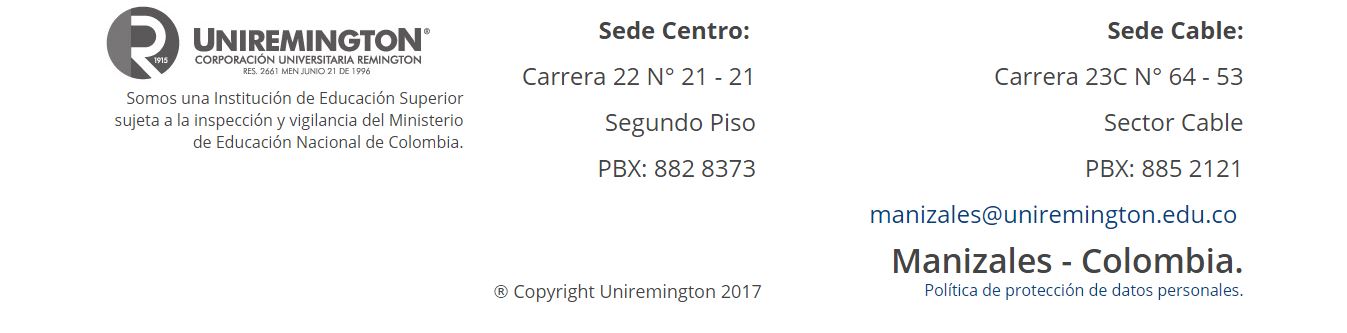 R
1915
UNIREMINGTON®
CORPORACIÓN UNIVERSITARIA REMINGTON
RES. 2661 MEN JUNIO 21 DE 1996
Somos una Institución de Educación Superior
sujeta a la inspección y vigilancia del Ministerio
de Educación Nacional de Colombia.
Sede Centro:
Carrera 22 N° 21 - 21
Segundo Piso
PBX: 882 8373
® Copyright Uniremington 2017
Sede Cable:
Carrera 23C N° 64 - 53
Sector Cable
PBX: 885 2121
manizales@uniremington.edu.co
Manizales - Colombia.
Política de protección de datos personales.